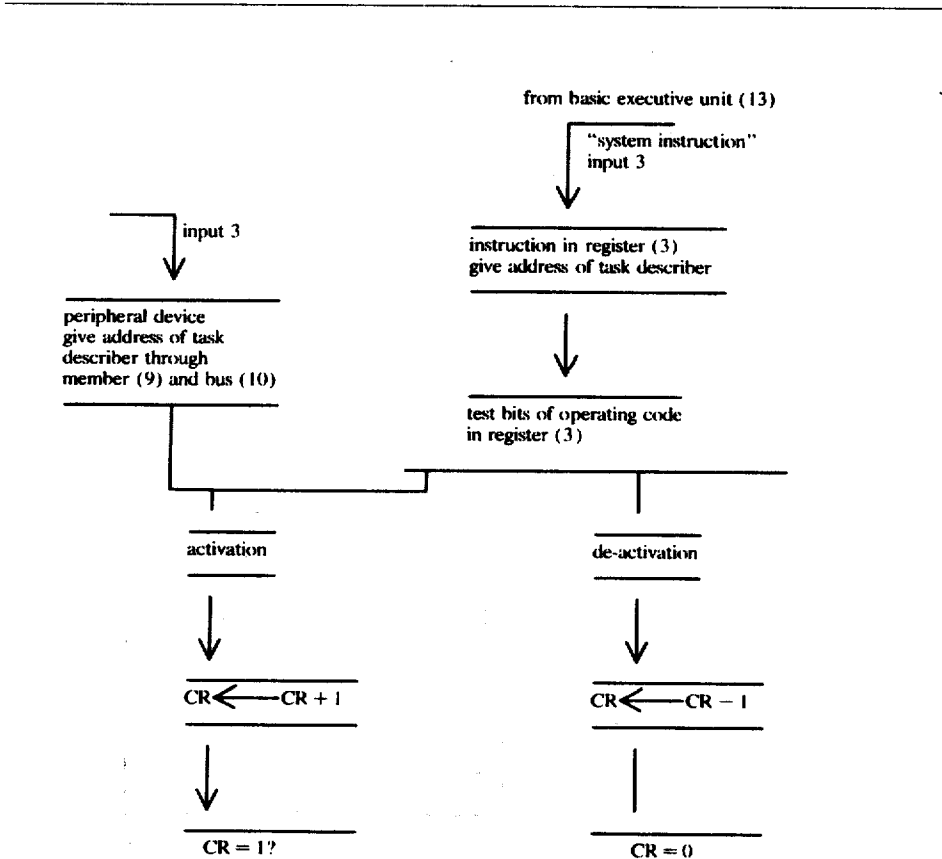 from basic executive unit (13)
“system instruction”
input 3
input 3
instruction in register (3)
give address of task describer
peripheral device
give address of task
describer through
member (9) and bus (10)
test bits of operating code
in register (3)
activation
de-activation
CR ← CR + 1
CR ← CR − 1
CR = 1?
CR = 0